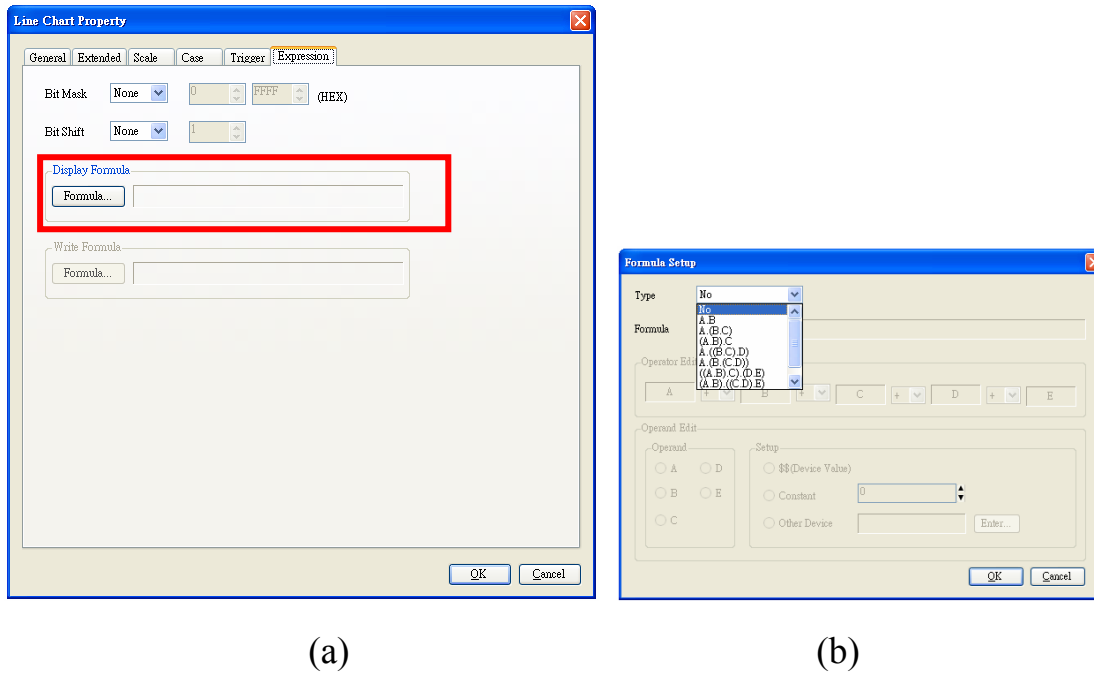 Line Chart Property
General Extended Scale Case Trigger Expression
Bit Mask None 0 FFFF (HEX)
Bit Shift None 1
Display Formula
Formula...
Write Formula
Formula...
OK Cancel
(a)
Formula Setup
Type No
No
A.B
Formula A.(B.C)
(A.B).C
A.((B.C).D)
Operator Edi A.(B.(C.D))
((A.B).C).(D.E)
(A.B).((C.D).E)
A + B + C + D + E
Operand Edit
Operand Setup
A D $$(Device Value)
B E Constant 0
C Other Device Enter...
OK Cancel
(b)